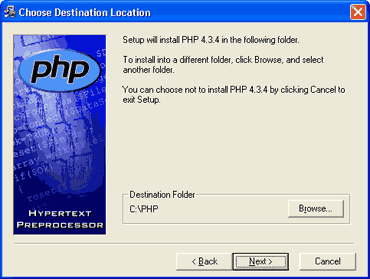 Choose Destination Location
Setup will install PHP 4.3.4 in the following folder.
To install into a different folder, click Browse, and select
another folder.
You can choose not to install PHP 4.3.4 by clicking Cancel to
exit Setup.
php
HYPERTEXT
PREPROCESSOR
Destination Folder
C:\PHP
Browse...
< Back
Next >
Cancel